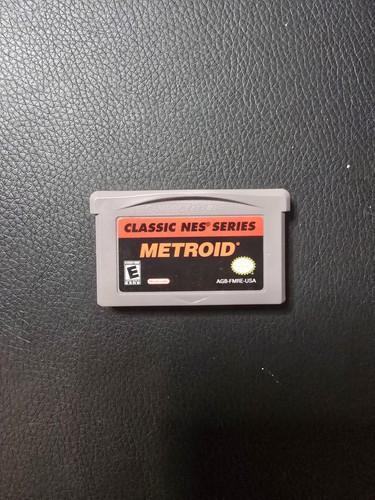 CLASSIC NES® SERIES
METROID®
E
AGB-FMRE-USA